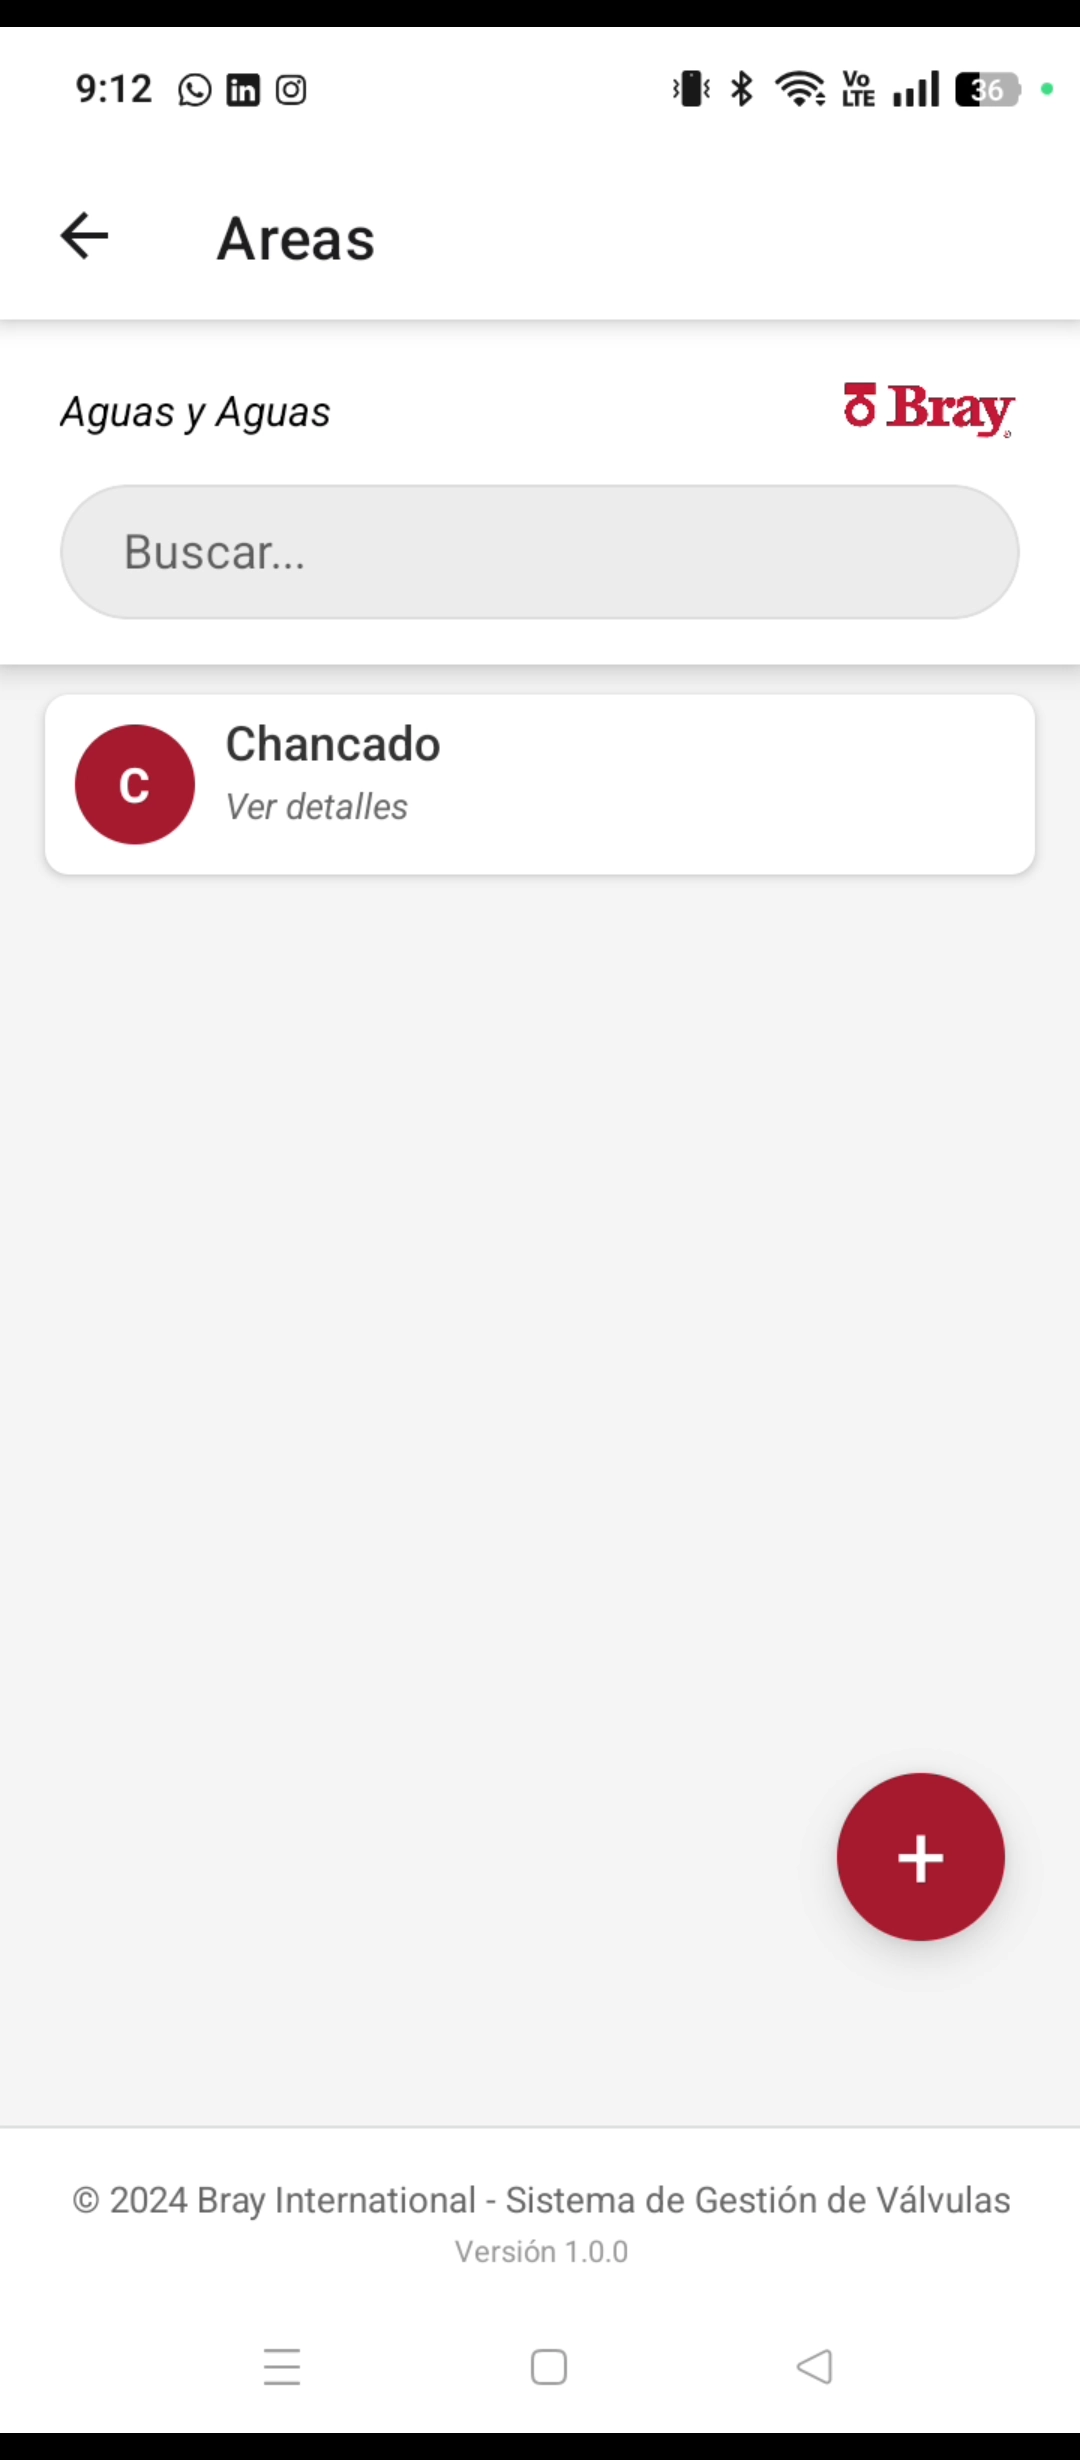 9:12
Vo
LTE
36
Areas
Aguas y Aguas
Bray
Buscar...
C
Chancado
Ver detalles
+
© 2024 Bray International - Sistema de Gestión de Válvulas
Versión 1.0.0